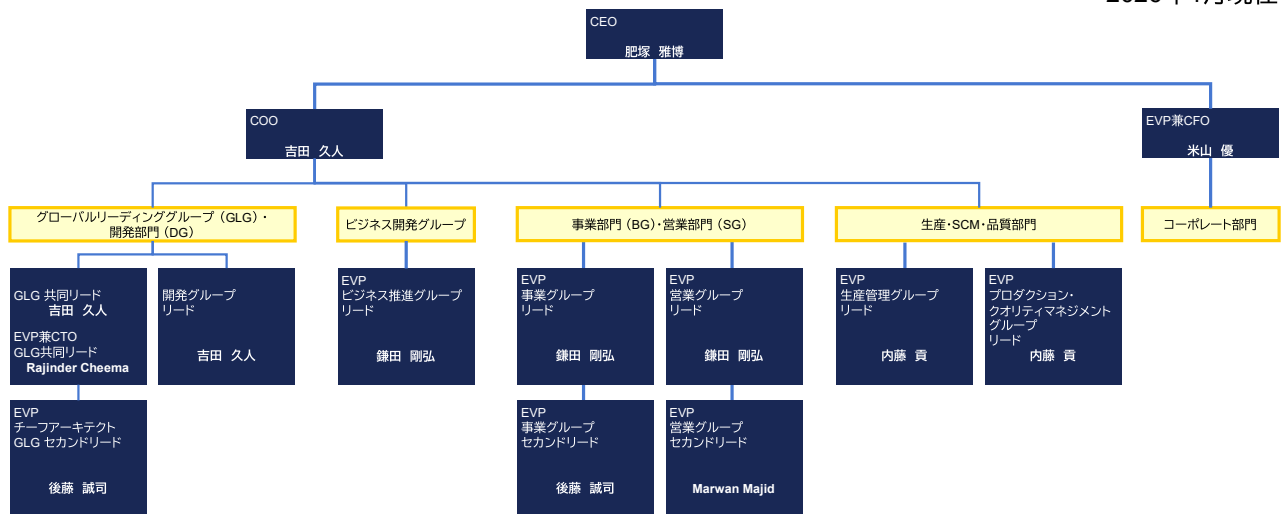 CEO
肥塚 雅博
COO
吉田 久人
EVP兼CFO
米山 優
グローバルリーディンググループ（GLG）・
開発部門（DG）
ビジネス開発グループ
事業部門（BG）・営業部門（SG）
生産・SCM・品質部門
コーポレート部門
GLG 共同リード
吉田 久人
EVP兼CTO
GLG共同リード
Rajinder Cheema
開発グループ
リード
吉田 久人
EVP
ビジネス推進グループ
リード
鎌田 剛弘
EVP
事業グループ
リード
鎌田 剛弘
EVP
営業グループ
リード
鎌田 剛弘
EVP
生産管理グループ
リード
内藤 貢
EVP
プロダクション・
クオリティマネジメント
グループ
リード
内藤 貢
EVP
チーフアーキテクト
GLG セカンドリード
後藤 誠司
EVP
事業グループ
セカンドリード
後藤 誠司
EVP
営業グループ
セカンドリード
Marwan Majid